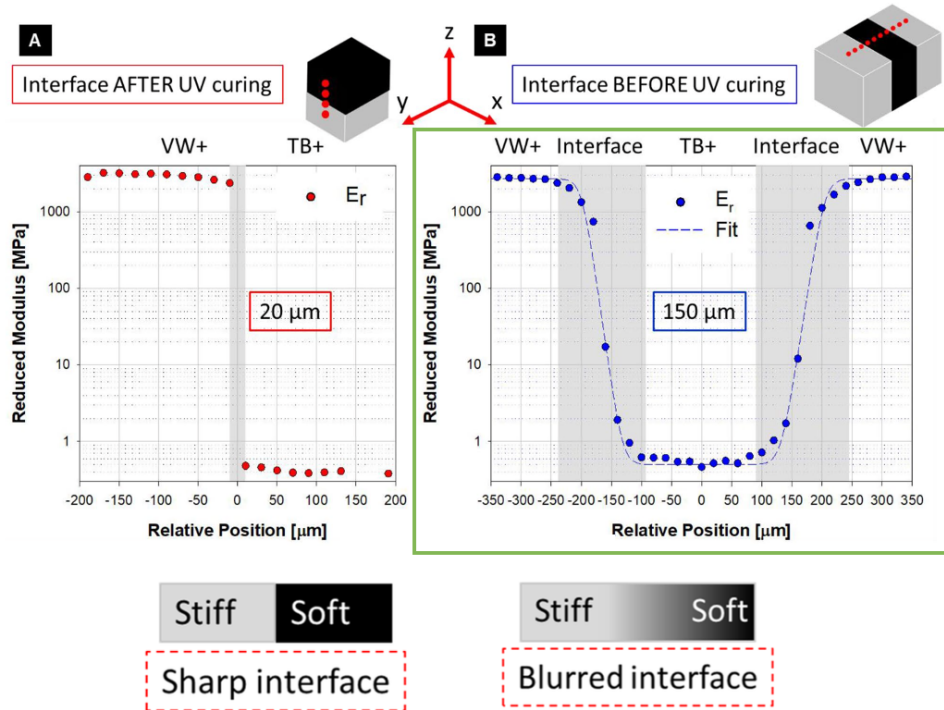 A
Interface AFTER UV curing
z
y
x
B
Interface BEFORE UV curing
VW+
TB+
Er
20 µm
1000
100
10
1
Reduced Modulus [MPa]
-200 -150 -100 -50 0 50 100 150 200
Relative Position [µm]
VW+ Interface TB+ Interface VW+
Er
Fit
150 µm
1000
100
10
1
Reduced Modulus [MPa]
-350 -300 -250 -200 -150 -100 -50 0 50 100 150 200 250 300 350
Relative Position [µm]
Stiff Soft
Sharp interface
Stiff Soft
Blurred interface